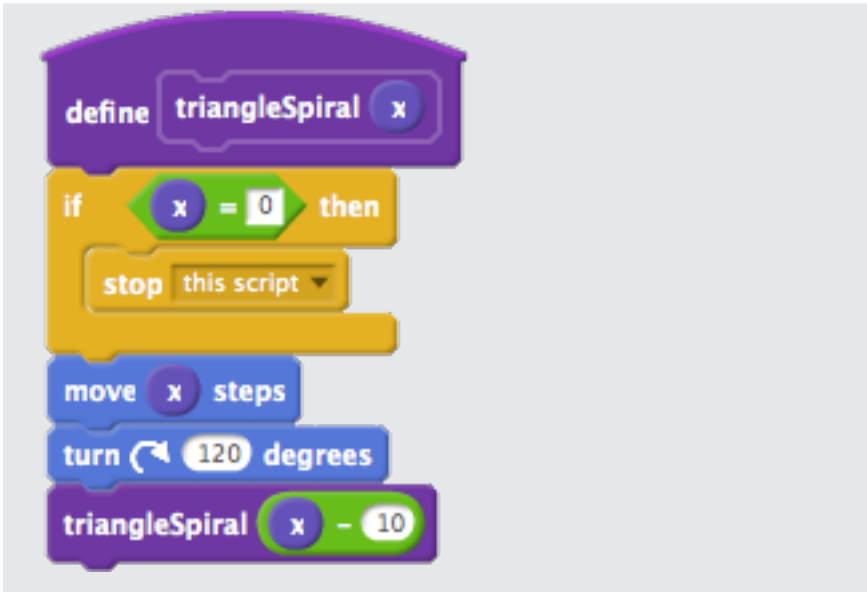 define triangleSpiral x
if x = 0 then
stop this script
move x steps
turn 120 degrees
triangleSpiral x - 10